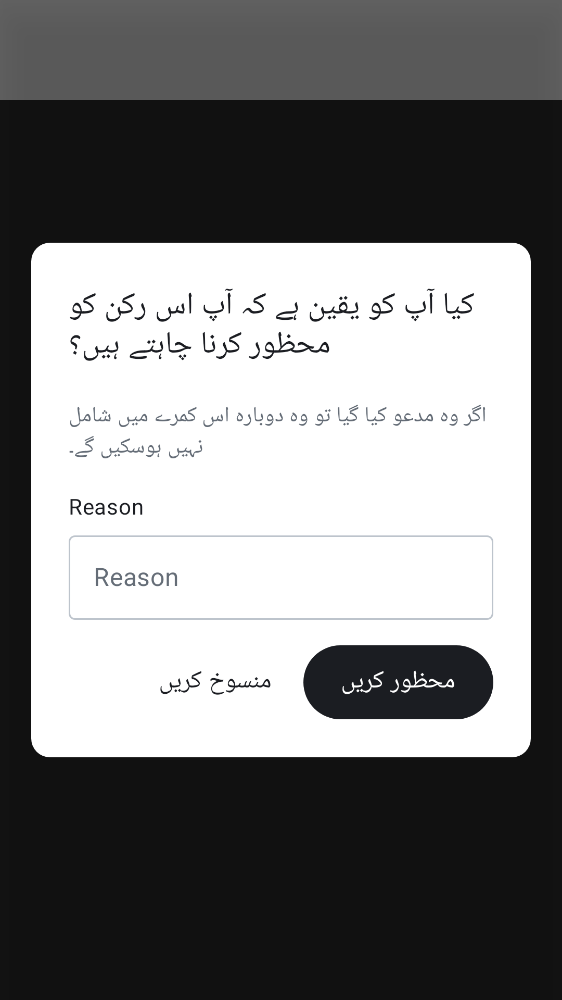 کیا آپ کو یقین ہے کہ آپ اس رکن کو
محظور کرنا چاہتے ہیں؟
اگر وہ مدعو کیا گیا تو وہ دوبارہ اس کمرے میں شامل
نہیں ہوسکیں گے۔
Reason
Reason
منسوخ کریں
محظور کریں